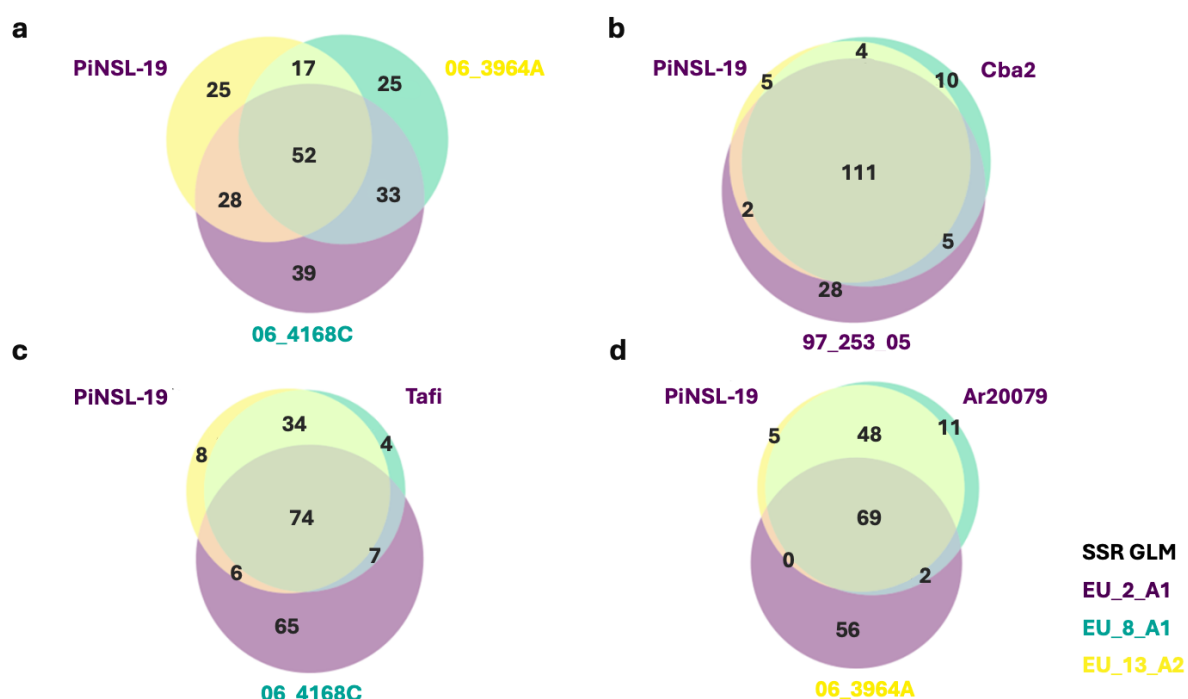 a
PiNSL-19
06_3964A
25
17
25
52
28
33
39
06_4168C
b
PiNSL-19
Cba2
5
4
10
111
2
5
28
97_253_05
c
PiNSL-19
Tafi
8
34
4
74
6
7
65
06_4168C
d
PiNSL-19
Ar20079
5
48
11
69
0
2
56
06_3964A
SSR GLM
EU_2_A1
EU_8_A1
EU_13_A2